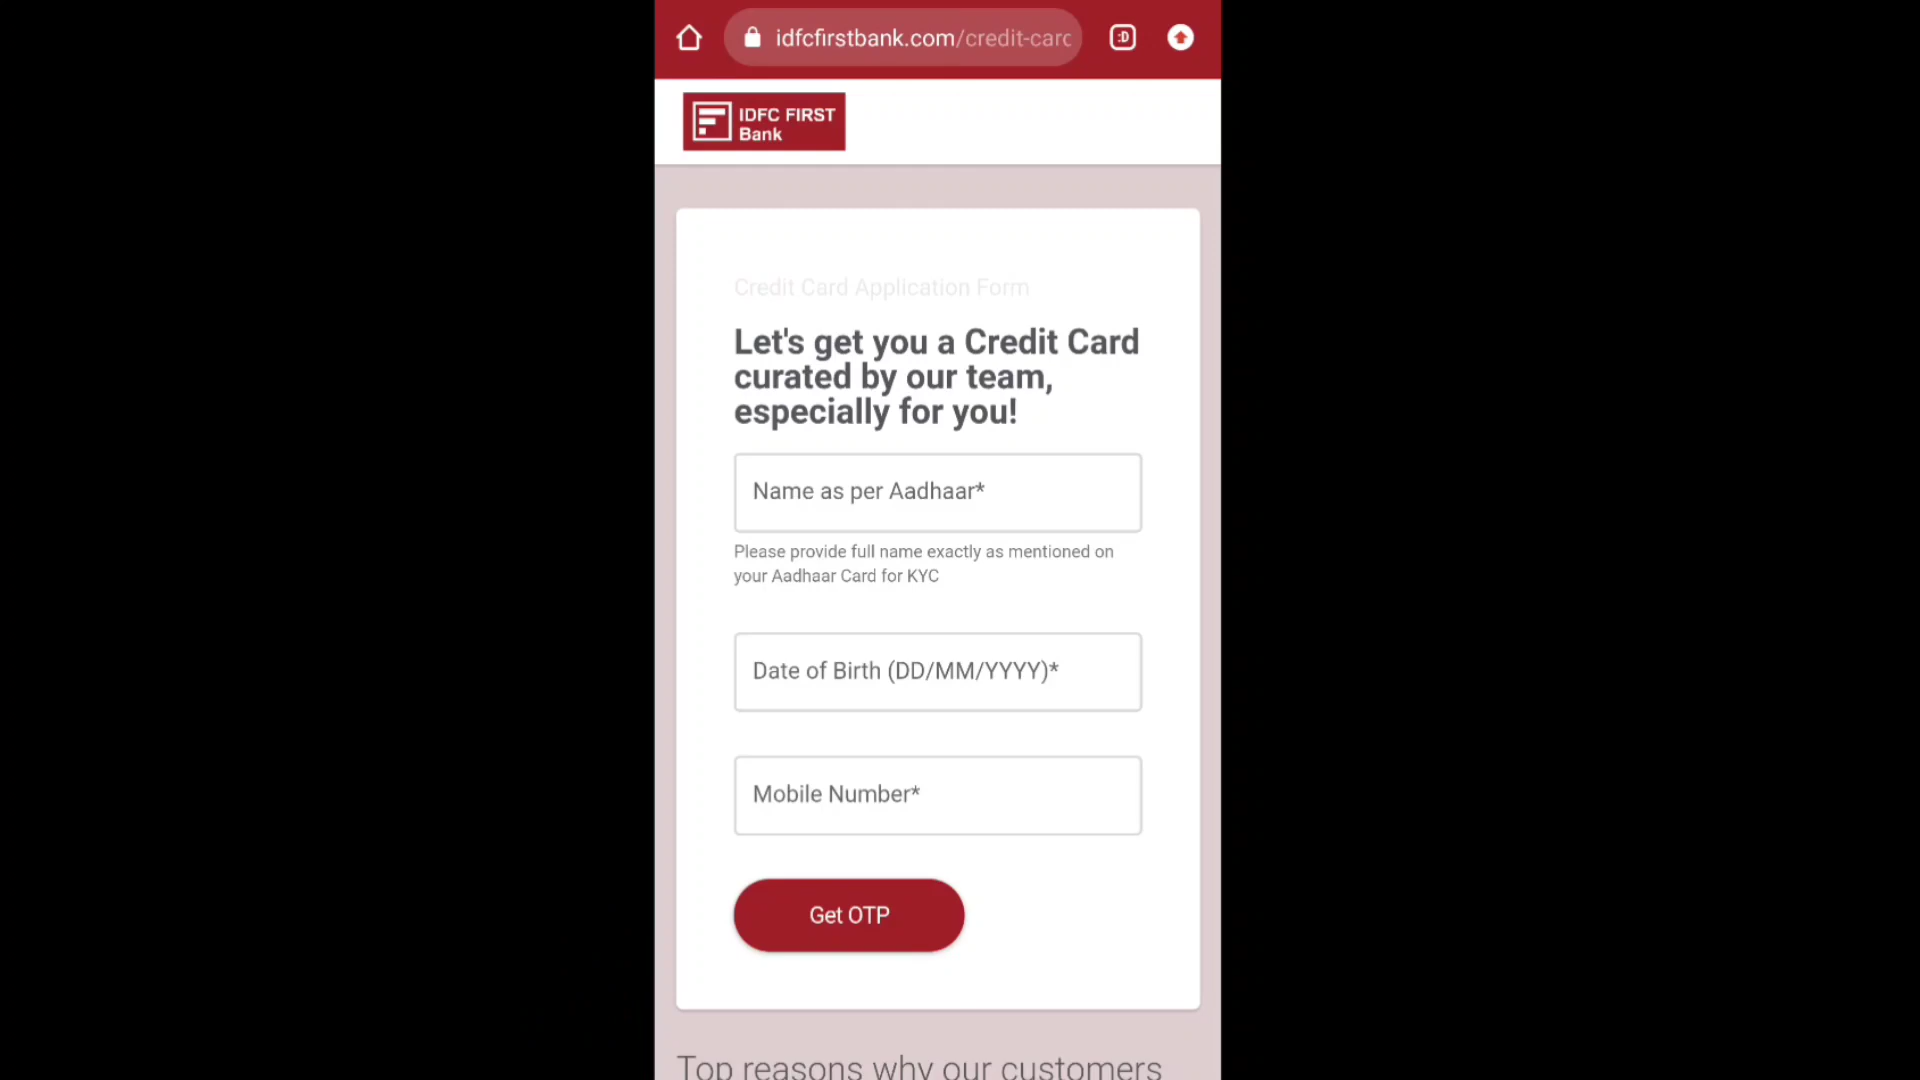 idfcfirstbank.com/credit-carc
:D
IDFC FIRST
Bank
Credit Card Application Form
Let's get you a Credit Card
curated by our team,
especially for you!
Name as per Aadhaar*
Please provide full name exactly as mentioned on
your Aadhaar Card for KYC
Date of Birth (DD/MM/YYYY)*
Mobile Number*
Get OTP
Top reasons why our customers